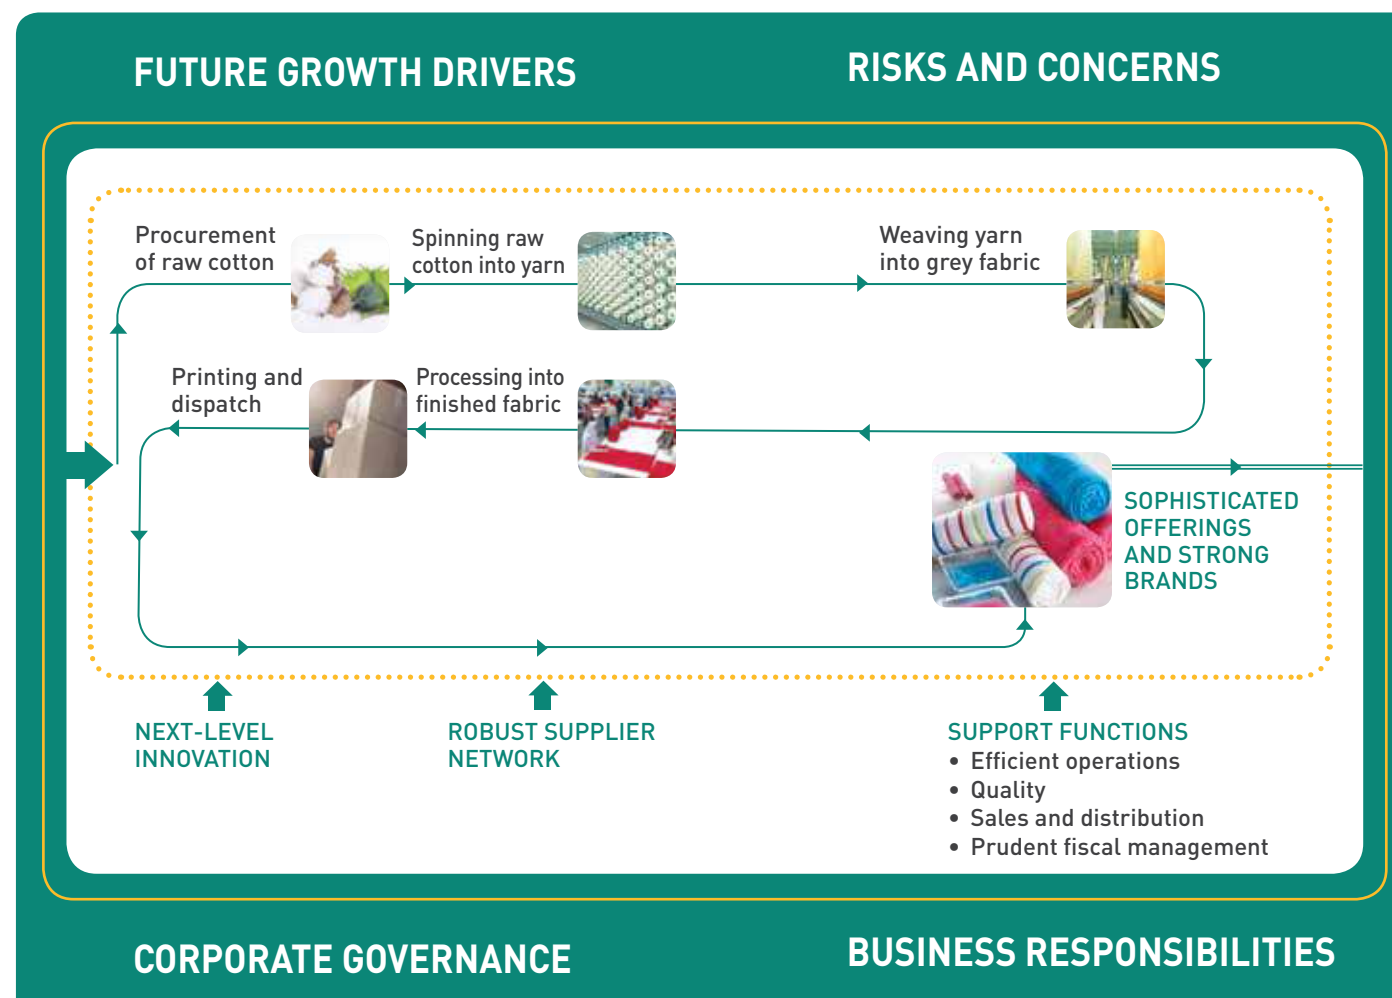 FUTURE GROWTH DRIVERS
RISKS AND CONCERNS
Procurement
of raw cotton
Spinning raw
cotton into yarn
Weaving yarn
into grey fabric
Printing and
dispatch
Processing into
finished fabric
SOPHISTICATED
OFFERINGS
AND STRONG
BRANDS
NEXT-LEVEL
INNOVATION
ROBUST SUPPLIER
NETWORK
SUPPORT FUNCTIONS
• Efficient operations
• Quality
• Sales and distribution
• Prudent fiscal management
CORPORATE GOVERNANCE
BUSINESS RESPONSIBILITIES